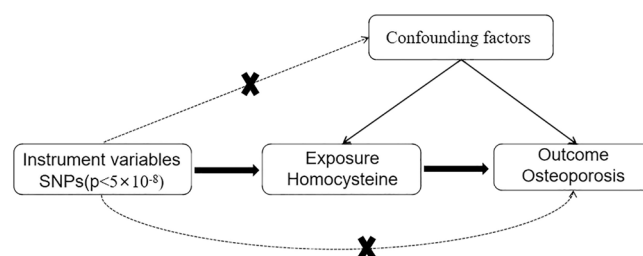 Confounding factors
Instrument variables
SNPs(p<5×10⁻⁸)
Exposure
Homocysteine
Outcome
Osteoporosis